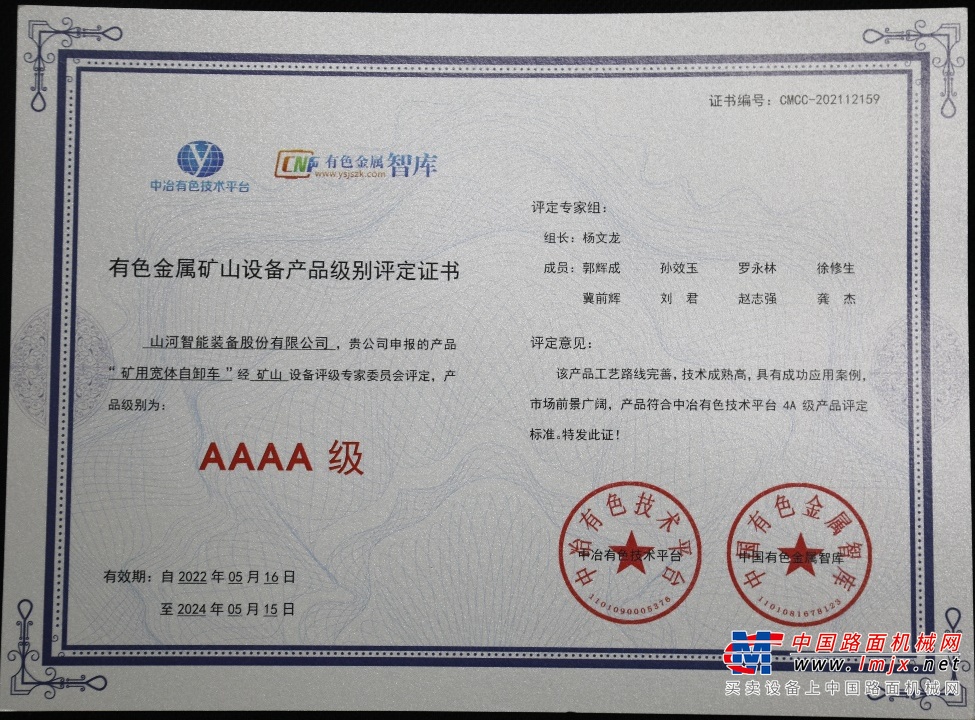 证书编号：CMCC-202112159
中冶有色技术平台
CNF 有色金属智库
www.ysjszk.com
有色金属矿山设备产品级别评定证书
山河智能装备股份有限公司，贵公司申报的产品
“矿用宽体自卸车”经 矿山 设备评级专家委员会评定，产
品级别为：
AAAA 级
有效期：自 2022 年 05 月 16 日
至 2024 年 05 月 15 日
评定专家组：
组长：杨文龙
成员：郭辉成 孙效玉 罗永林 徐修生
冀前辉 刘 君 赵志强 龚 杰
评定意见：
该产品工艺路线完善，技术成熟高，具有成功应用案例，
市场前景广阔，产品符合中冶有色技术平台 4A 级产品评定
标准。特发此证！
中冶有色技术平台
中冶有色技术平台
1101090005376
中国有色金属智库
中国有色金属智库
1101081678123
中国路面机械网
www.lmjx.net
买卖设备上中国路面机械网